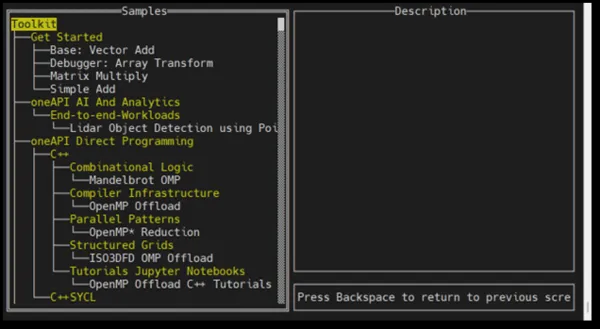 Samples
Toolkit
Get Started
Base: Vector Add
Debugger: Array Transform
Matrix Multiply
Simple Add
oneAPI AI And Analytics
End-to-end-Workloads
Lidar Object Detection using Poi
oneAPI Direct Programming
C++
Combinational Logic
Mandelbrot OMP
Compiler Infrastructure
OpenMP Offload
Parallel Patterns
OpenMP* Reduction
Structured Grids
ISO3DFD OMP Offload
Tutorials Jupyter Notebooks
OpenMP Offload C++ Tutorials
C++SYCL
Description
Press Backspace to return to previous scre